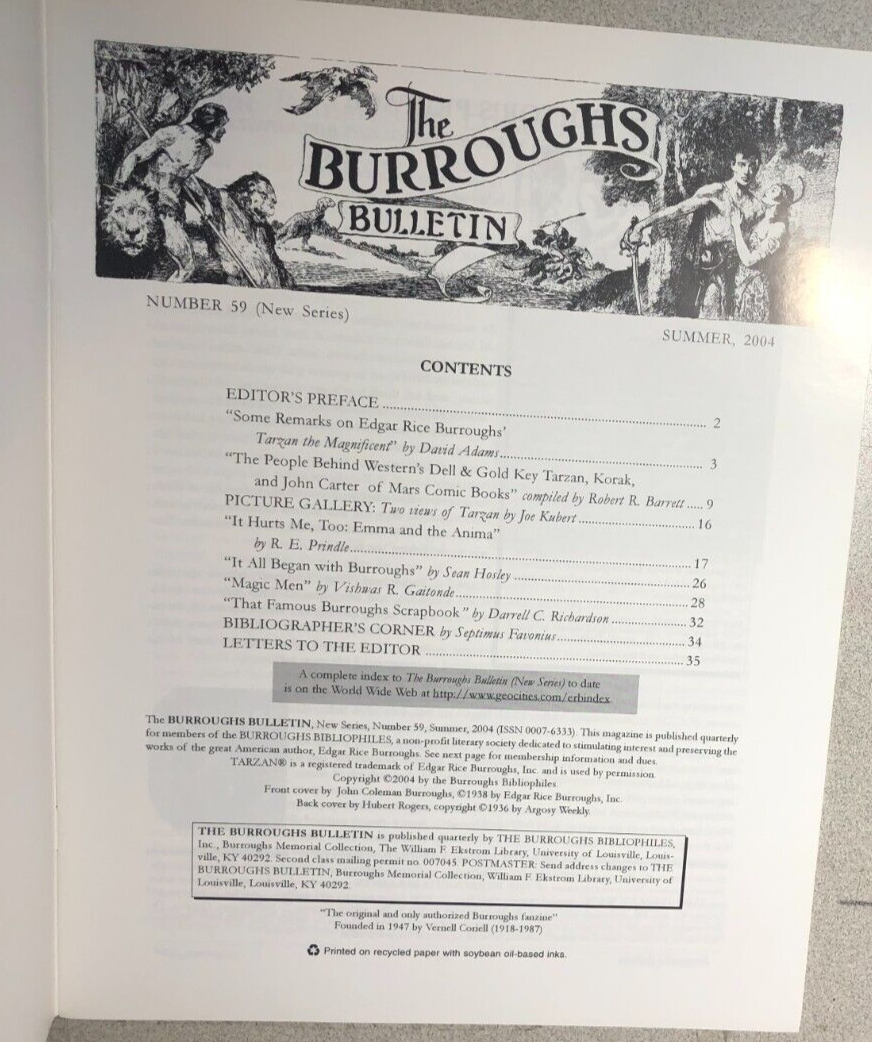 The
BURROUGHS
BULLETIN
NUMBER 59 (New Series)
SUMMER, 2004
CONTENTS
EDITOR'S PREFACE ........................ 2
"Some Remarks on Edgar Rice Burroughs'
Tarzan the Magnificent" by David Adams........................ 3
"The People Behind Western's Dell & Gold Key Tarzan, Korak,
and John Carter of Mars Comic Books" compiled by Robert R. Barrett ..... 9
PICTURE GALLERY: Two views of Tarzan by Joe Kubert ........................ 16
"It Hurts Me, Too: Emma and the Anima"
by R. E. Prindle........................ 17
"It All Began with Burroughs" by Sean Hosley ........................ 26
"Magic Men" by Vishwas R. Gaitonde........................ 28
"That Famous Burroughs Scrapbook" by Darrell C. Richardson ........................ 32
BIBLIOGRAPHER'S CORNER by Septimus Favonius........................ 34
LETTERS TO THE EDITOR ........................ 35
A complete index to The Burroughs Bulletin (New Series) to date
is on the World Wide Web at http://www.geocities.com/erbindex
The BURROUGHS BULLETIN, New Series, Number 59, Summer, 2004 (ISSN 0007-6333). This magazine is published quarterly
for members of the BURROUGHS BIBLIOPHILES, a non-profit literary society dedicated to stimulating interest and preserving the
works of the great American author, Edgar Rice Burroughs. See next page for membership information and dues.
TARZAN® is a registered trademark of Edgar Rice Burroughs, Inc. and is used by permission.
Copyright ©2004 by the Burroughs Bibliophiles.
Front cover by John Coleman Burroughs, ©1938 by Edgar Rice Burroughs, Inc.
Back cover by Hubert Rogers, copyright ©1936 by Argosy Weekly.
THE BURROUGHS BULLETIN is published quarterly by THE BURROUGHS BIBLIOPHILES,
Inc., Burroughs Memorial Collection, The William F. Ekstrom Library, University of Louisville, Louis-
ville, KY 40292. Second class mailing permit no. 007045. POSTMASTER: Send address changes to THE
BURROUGHS BULLETIN, Burroughs Memorial Collection, William F. Ekstrom Library, University of
Louisville, Louisville, KY 40292.
"The original and only authorized Burroughs fanzine"
Founded in 1947 by Vernell Coriell (1918-1987)
Printed on recycled paper with soybean oil-based inks.